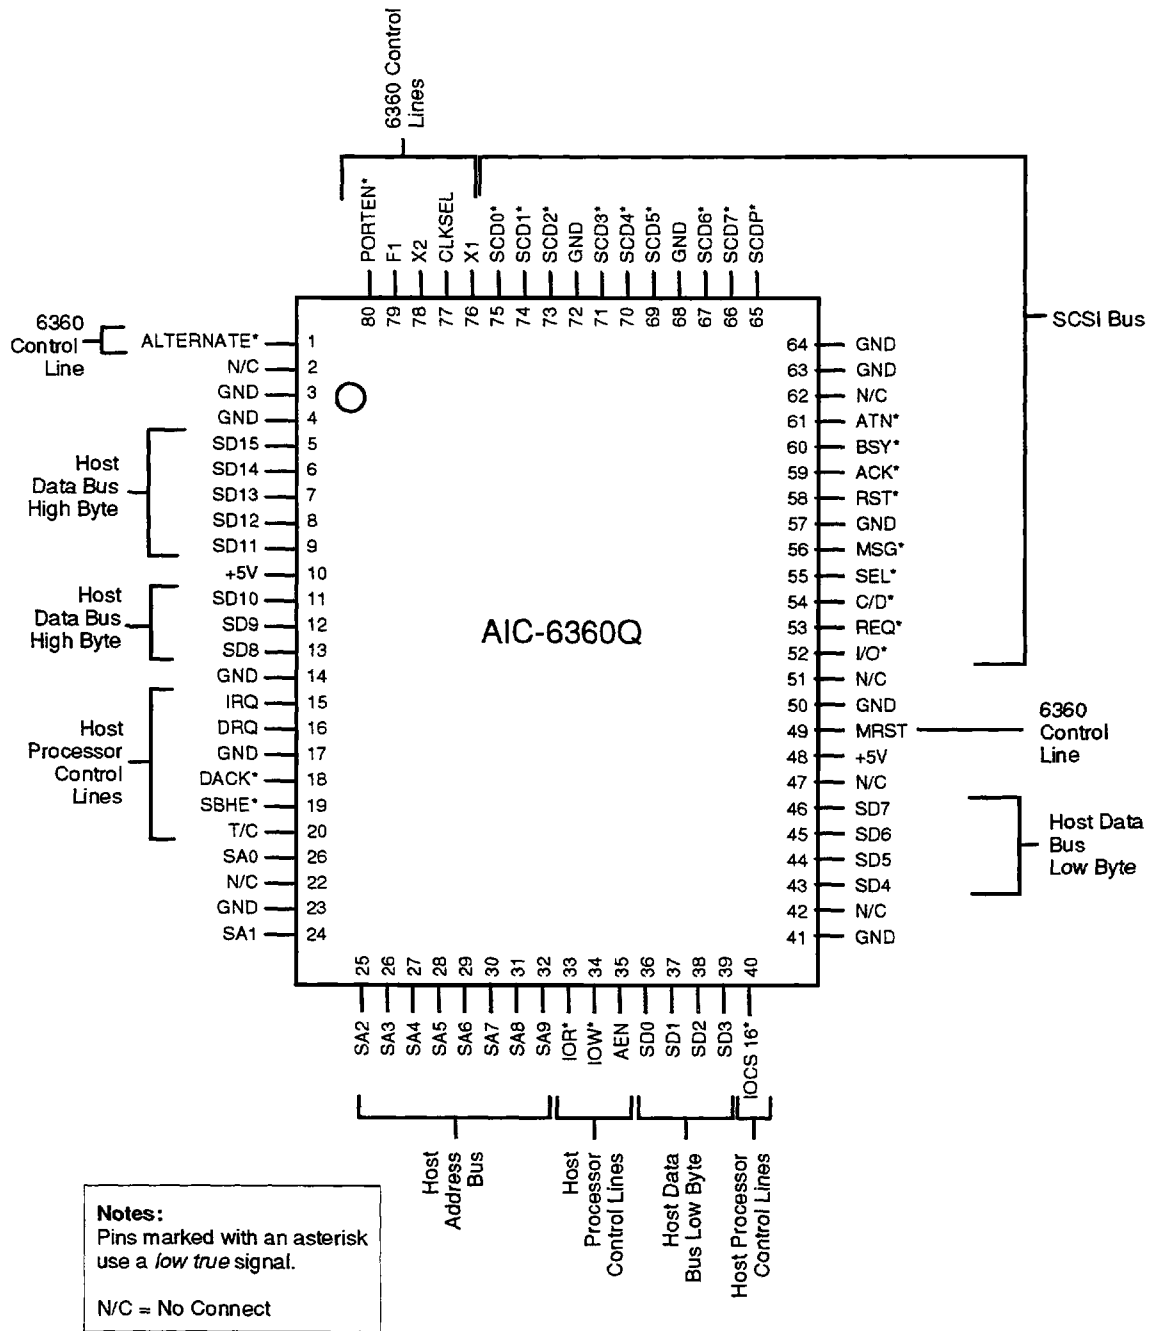 6360 Control
Lines
PORTEN*
F1
X2
CLKSEL
X1
SCD0*
SCD1*
SCD2*
GND
SCD3*
SCD4*
SCD5*
GND
SCD6*
SCD7*
SCDP*
80
79
78
77
76
75
74
73
72
71
70
69
68
67
66
65
6360
Control
Line
ALTERNATE* 1
N/C 2
GND 3
GND 4
Host
Data Bus
High Byte
SD15 5
SD14 6
SD13 7
SD12 8
SD11 9
+5V 10
Host
Data Bus
High Byte
SD10 11
SD9 12
SD8 13
GND 14
Host
Processor
Control
Lines
IRQ 15
DRQ 16
GND 17
DACK* 18
SBHE* 19
T/C 20
SA0 26
N/C 22
GND 23
SA1 24
AIC-6360Q
64 GND
63 GND
62 N/C
61 ATN*
60 BSY*
59 ACK*
58 RST*
57 GND
56 MSG*
55 SEL*
54 C/D*
53 REQ*
52 I/O*
51 N/C
50 GND
49 MRST
48 +5V
47 N/C
46 SD7
45 SD6
44 SD5
43 SD4
42 N/C
41 GND
SCSI Bus
6360
Control
Line
Host Data
Bus
Low Byte
25
26
27
28
29
30
31
32
33
34
35
36
37
38
39
40
SA2
SA3
SA4
SA5
SA6
SA7
SA8
SA9
IOR*
IOW*
AEN
SD0
SD1
SD2
SD3
IOCS 16*
Host
Address
Bus
Host
Processor
Control Lines
Host Data
Bus Low Byte
Host Processor
Control Lines
Notes:
Pins marked with an asterisk
use a low true signal.
N/C = No Connect